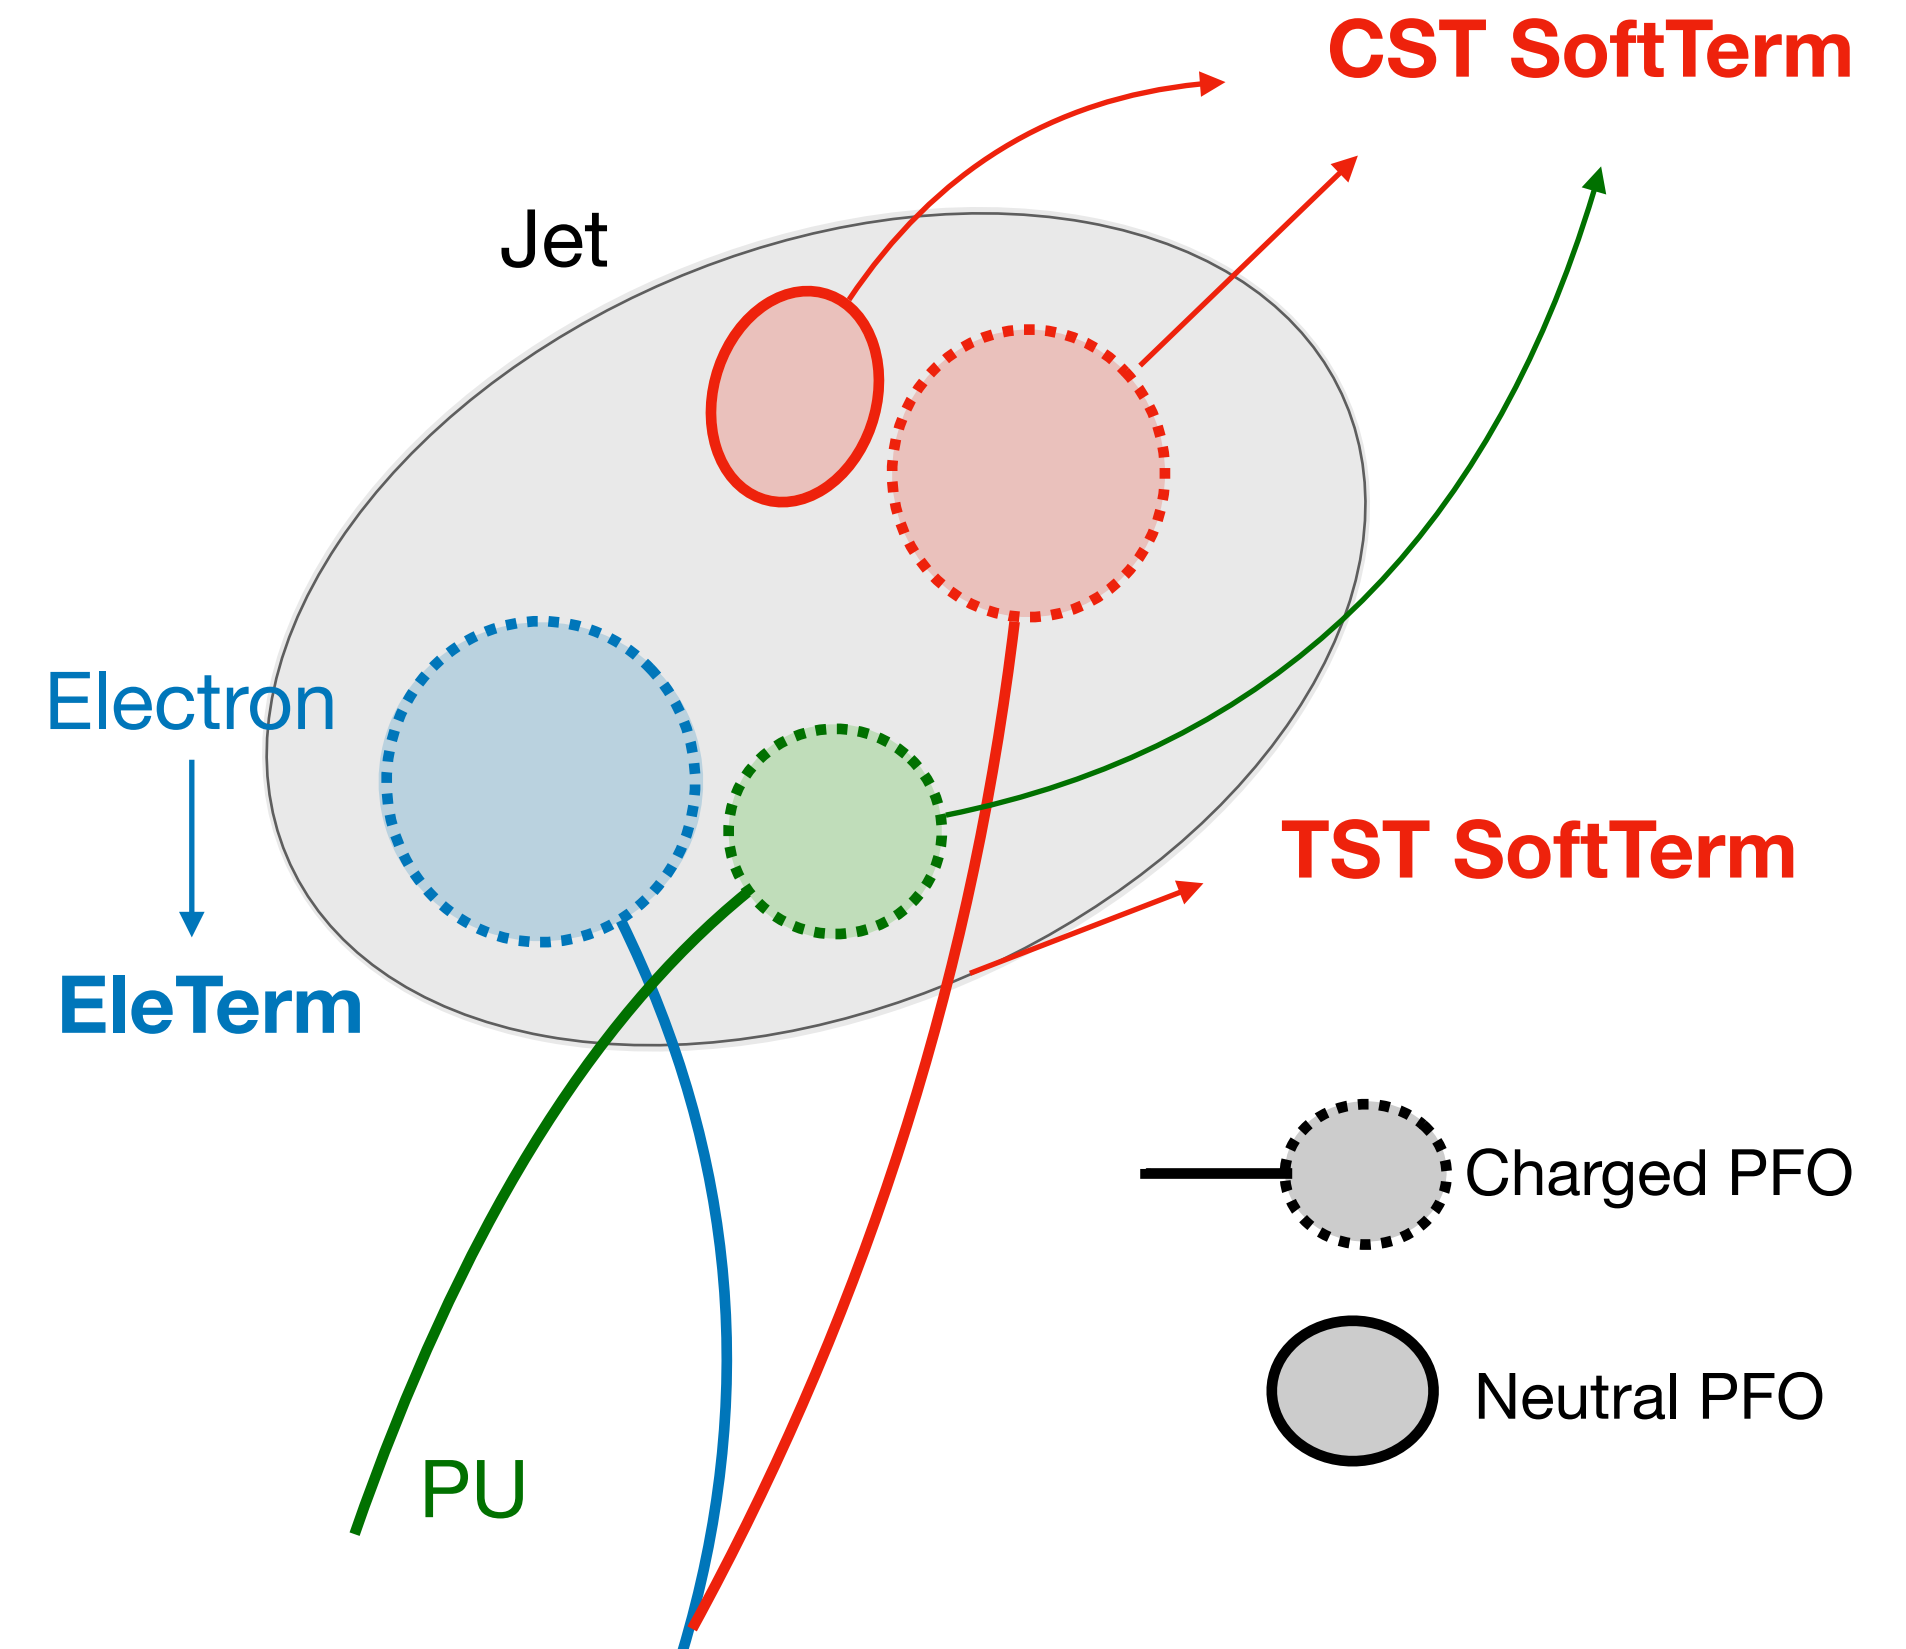 CST SoftTerm
Jet
Electron
TST SoftTerm
EleTerm
Charged PFO
Neutral PFO
PU